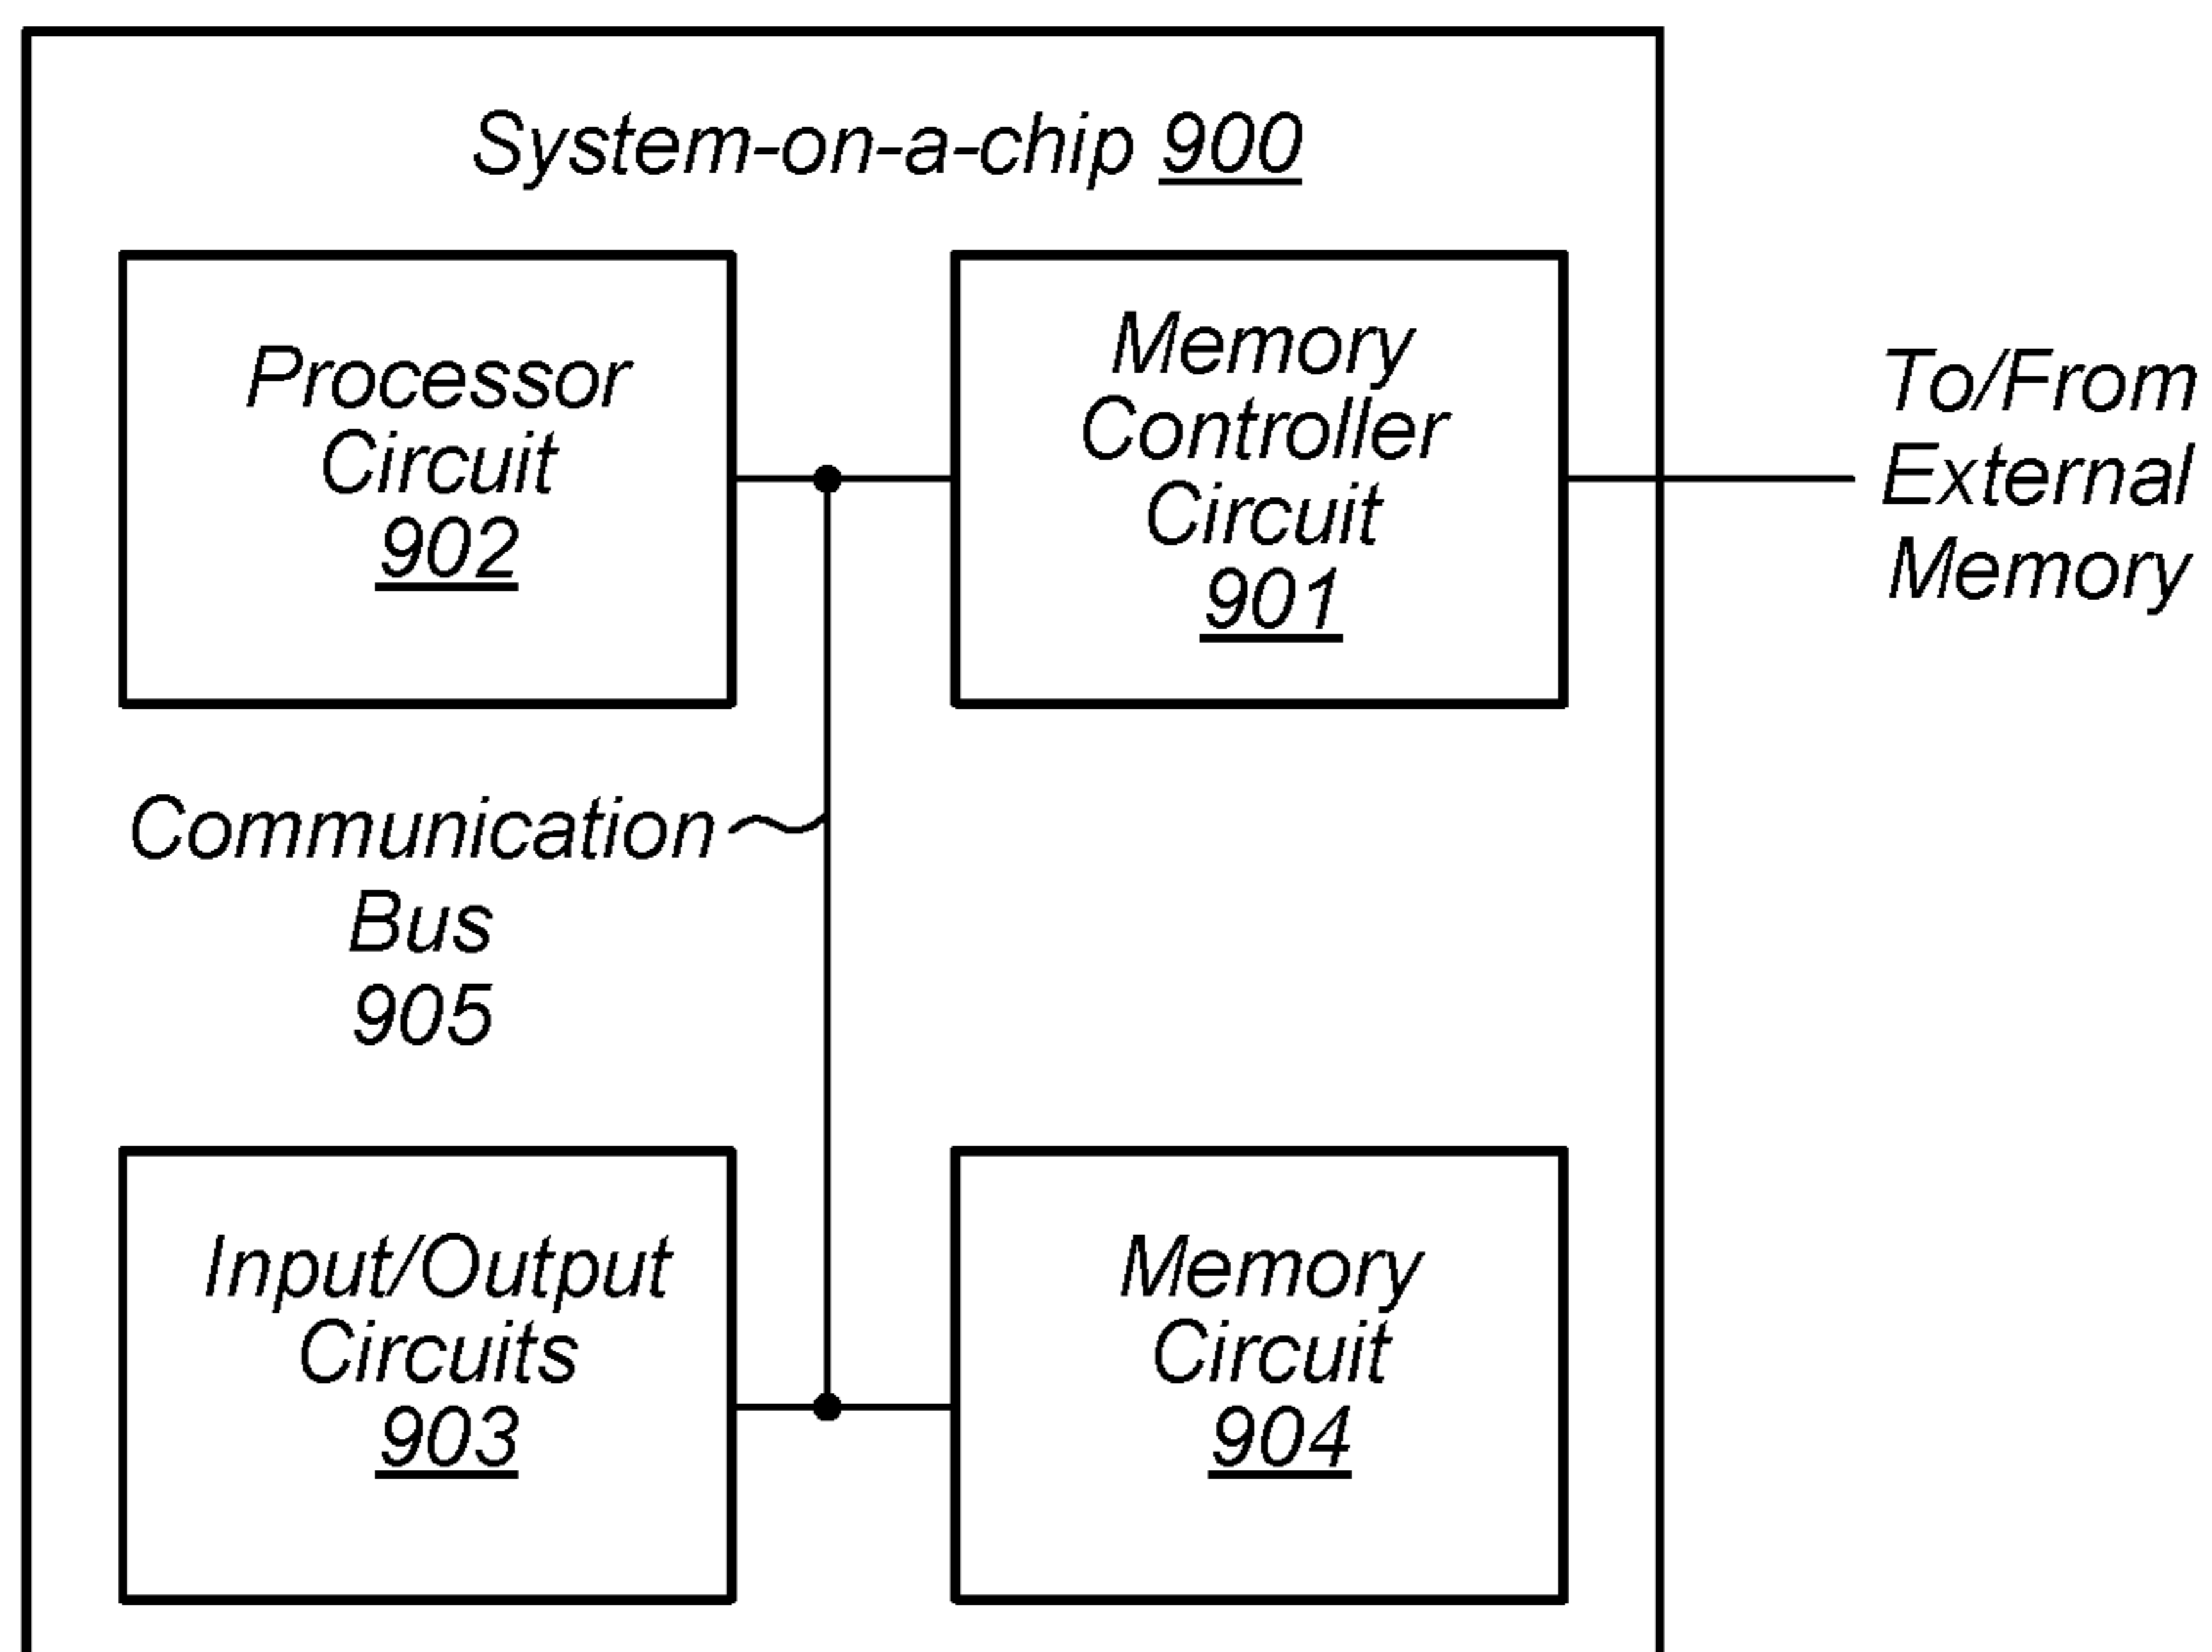 System-on-a-chip 900
Processor
Circuit
902
Memory
Controller
Circuit
901
To/From
External
Memory
Communication
Bus
905
Input/Output
Circuits
903
Memory
Circuit
904